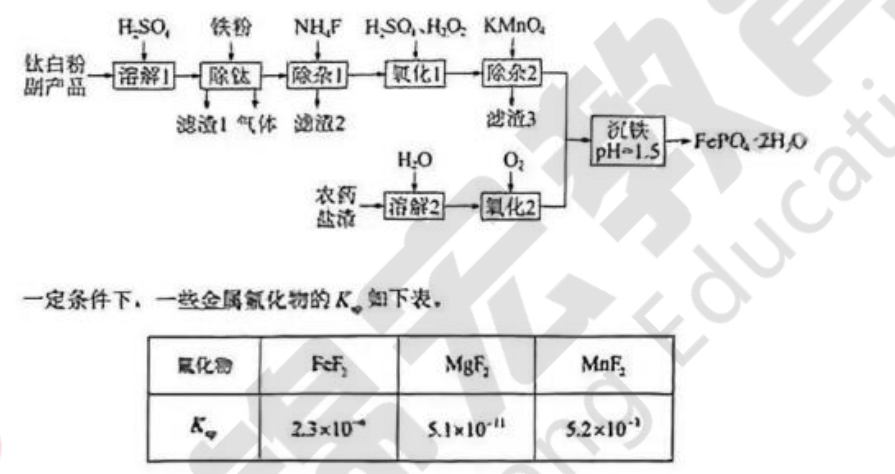 H₂SO₄ 铁粉 NH₄F H₂SO₄、H₂O₂ KMnO₄
钛白粉
副产品
溶解1 除钛 除杂1 氧化1 除杂2
滤渣1 气体 滤渣2 滤渣3
沉铁
pH≈1.5
FePO₄·2H₂O
H₂O O₂
农药
盐渣
溶解2 氧化2
一定条件下，一些金属氟化物的Kₛₚ如下表。
氟化物 FeF₂ MgF₂ MnF₂
Kₛₚ 2.3×10⁻⁶ 5.1×10⁻¹¹ 5.2×10⁻³
教育
Education